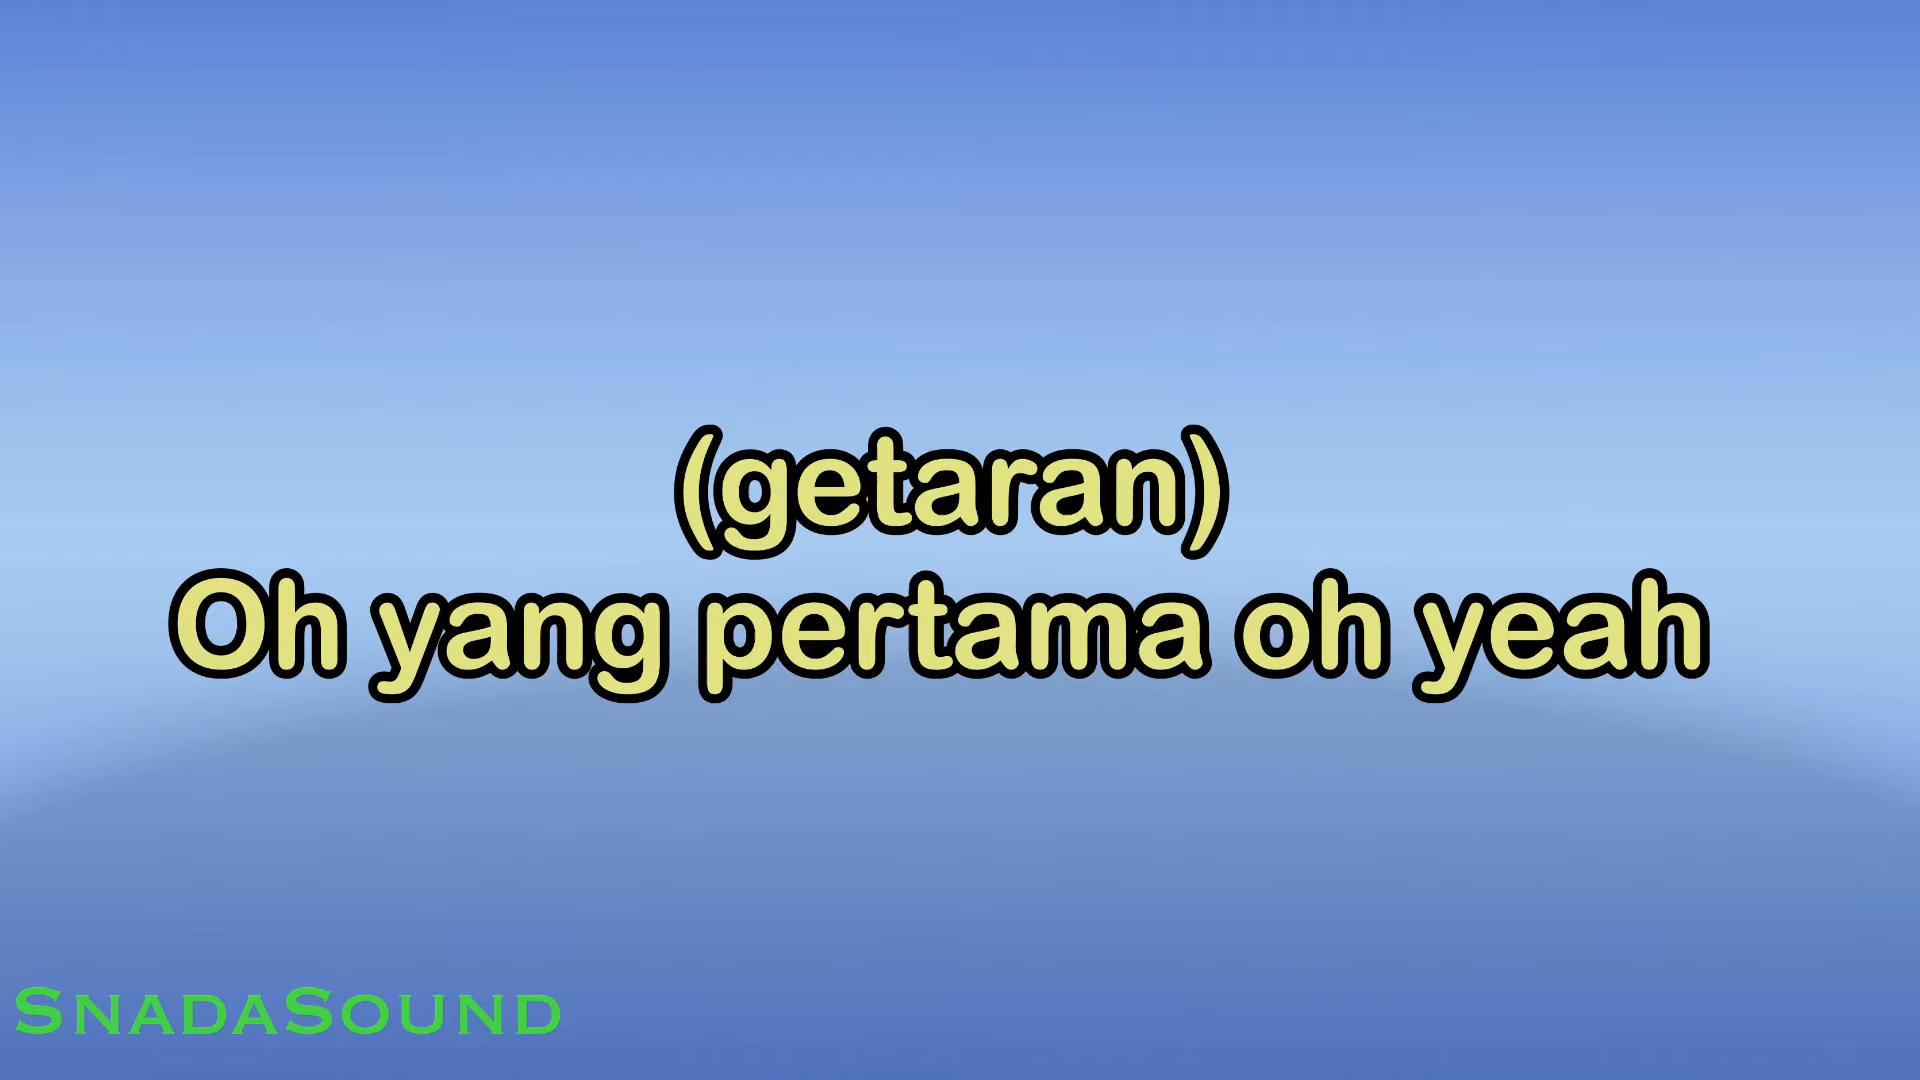 (getaran)
Oh yang pertama oh yeah
SnadaSound